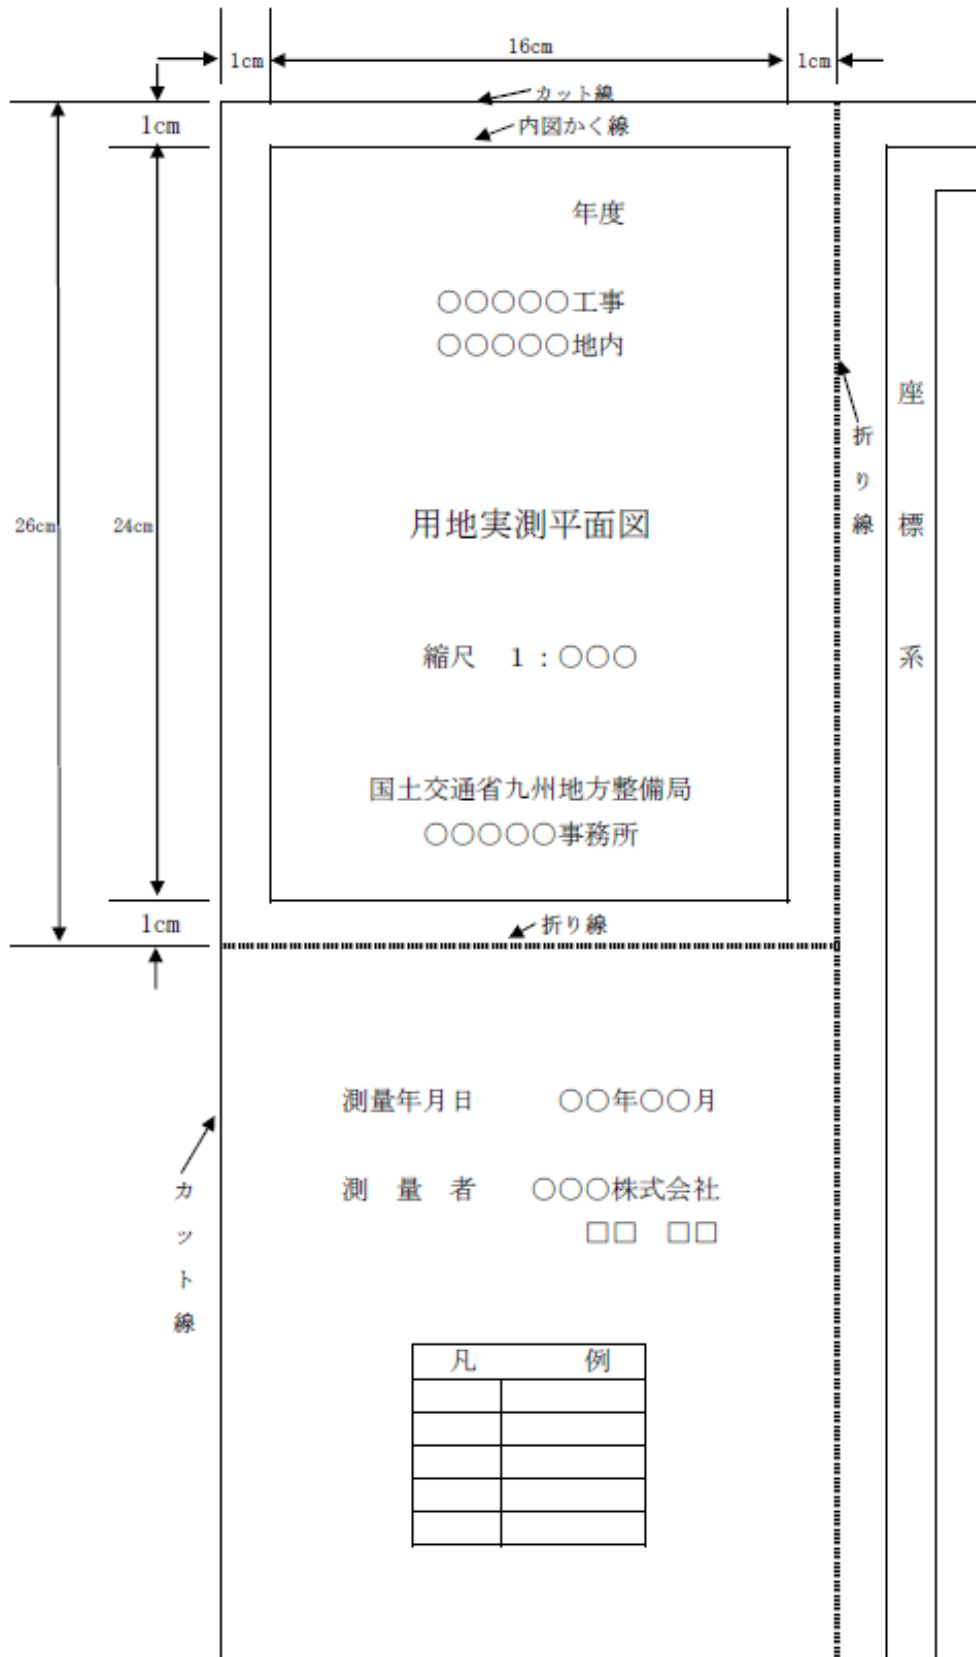 16cm
1cm
1cm
カット線
1cm
内図かく線
年度
○○○○○工事
○○○○○地内
座標系
折り線
26cm
24cm
用地実測平面図
縮尺　1：○○○
国土交通省九州地方整備局
○○○○○事務所
1cm
折り線
測量年月日　○○年○○月
カット線
測　量　者　○○○株式会社
□□　□□
凡　例